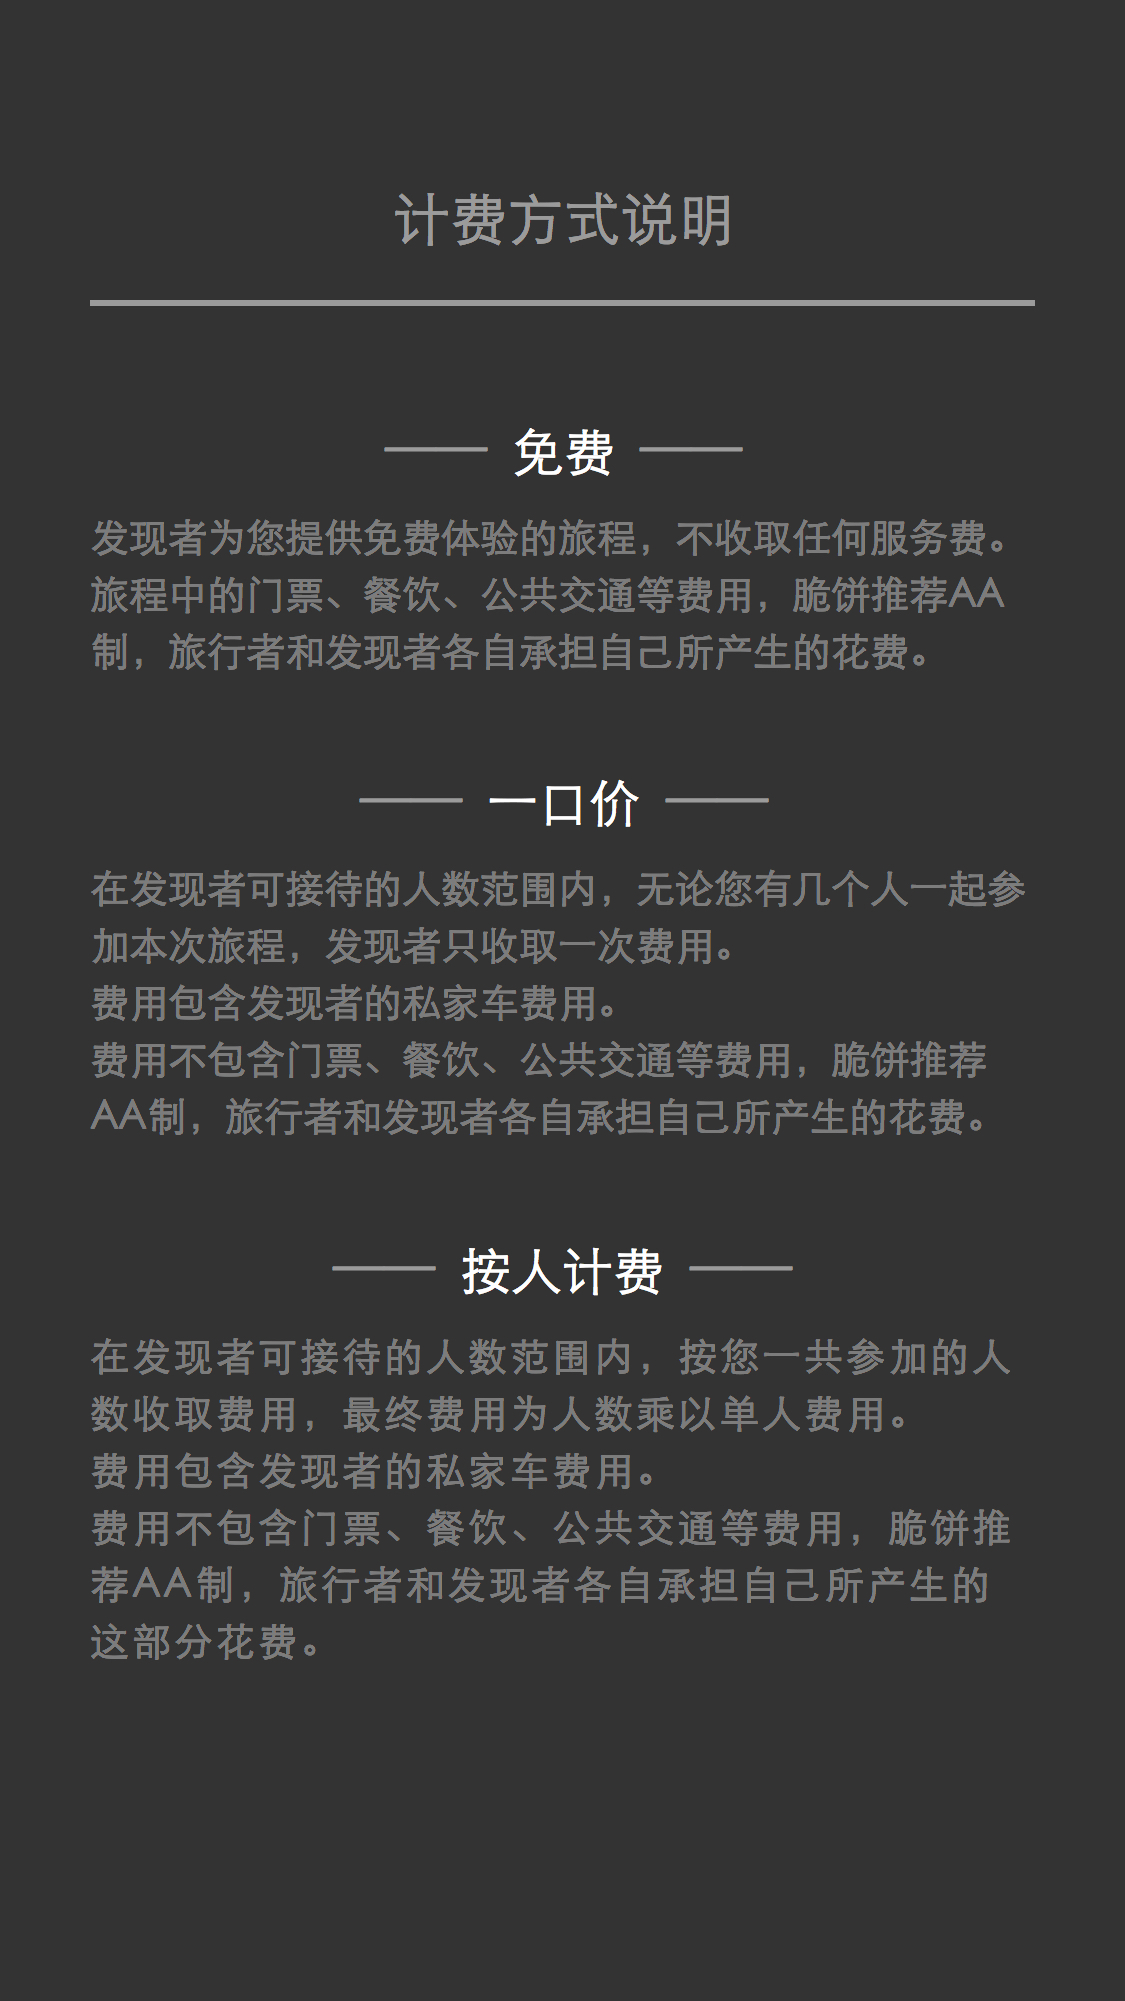 计费方式说明
免费
发现者为您提供免费体验的旅程，不收取任何服务费。
旅程中的门票、餐饮、公共交通等费用，脆饼推荐AA
制，旅行者和发现者各自承担自己所产生的花费。
一口价
在发现者可接待的人数范围内，无论您有几个人一起参
加本次旅程，发现者只收取一次费用。
费用包含发现者的私家车费用。
费用不包含门票、餐饮、公共交通等费用，脆饼推荐
AA制，旅行者和发现者各自承担自己所产生的花费。
按人计费
在发现者可接待的人数范围内，按您一共参加的人
数收取费用，最终费用为人数乘以单人费用。
费用包含发现者的私家车费用。
费用不包含门票、餐饮、公共交通等费用，脆饼推
荐AA制，旅行者和发现者各自承担自己所产生的
这部分花费。